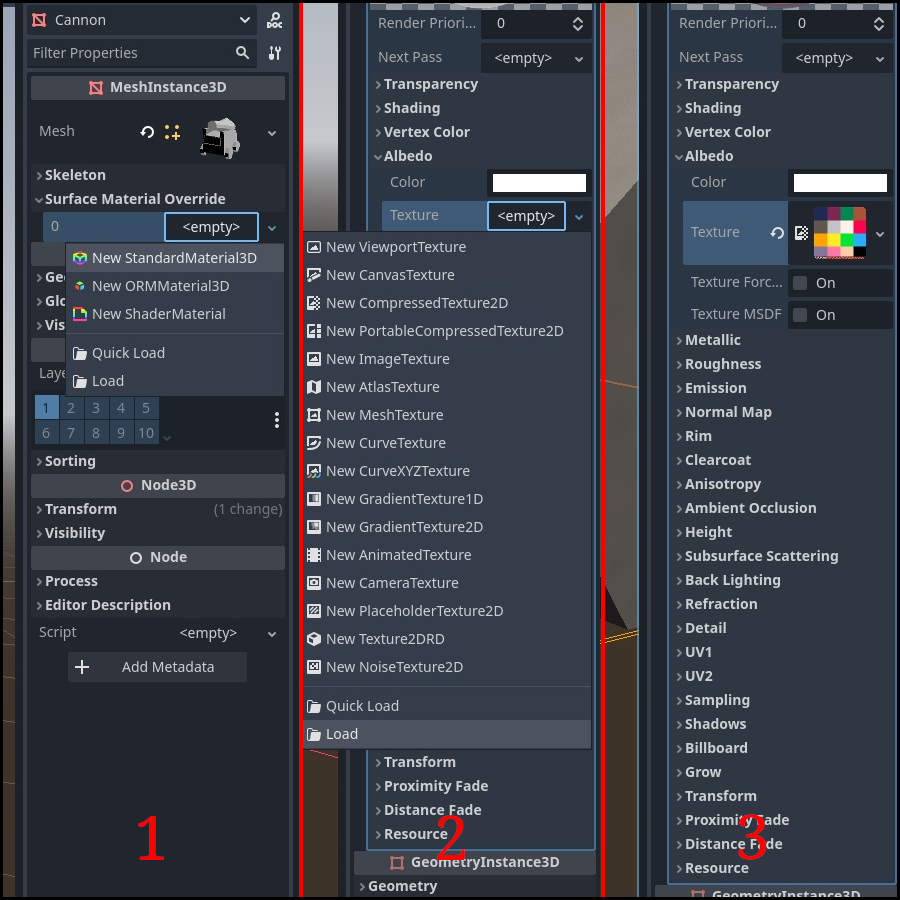 Cannon
DOC
Filter Properties
MeshInstance3D
Mesh
Skeleton
Surface Material Override
0 <empty>
New StandardMaterial3D
New ORMMaterial3D
New ShaderMaterial
Quick Load
Load
Geo
Glo
Vis
Laye
1 2 3 4 5
6 7 8 9 10
Sorting
Node3D
Transform (1 change)
Visibility
Node
Process
Editor Description
Script <empty>
Add Metadata
1
Render Priori... 0
Next Pass <empty>
Transparency
Shading
Vertex Color
Albedo
Color
Texture <empty>
New ViewportTexture
New CanvasTexture
New CompressedTexture2D
New PortableCompressedTexture2D
New ImageTexture
New AtlasTexture
New MeshTexture
New CurveTexture
New CurveXYZTexture
New GradientTexture1D
New GradientTexture2D
New AnimatedTexture
New CameraTexture
New PlaceholderTexture2D
New Texture2DRD
New NoiseTexture2D
Quick Load
Load
Transform
Proximity Fade
Distance Fade
Resource
2
GeometryInstance3D
Geometry
Render Priori... 0
Next Pass <empty>
Transparency
Shading
Vertex Color
Albedo
Color
Texture
Texture Forc... On
Texture MSDF On
Metallic
Roughness
Emission
Normal Map
Rim
Clearcoat
Anisotropy
Ambient Occlusion
Height
Subsurface Scattering
Back Lighting
Refraction
Detail
UV1
UV2
Sampling
Shadows
Billboard
Grow
Transform
Proximity Fade
Distance Fade
3
Resource
GeometryInstance3D